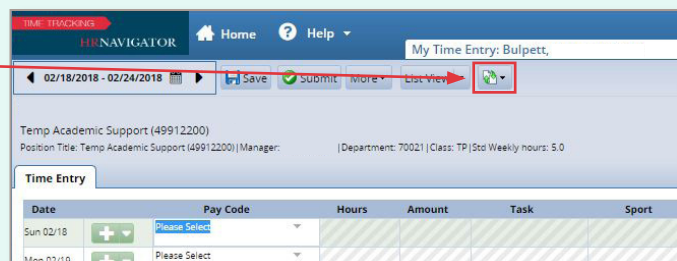 TIME TRACKING
HRNAVIGATOR
Home
? Help
My Time Entry: Bulpett,
02/18/2018 - 02/24/2018
Save
Submit
More
List View
Temp Academic Support (49912200)
Position Title: Temp Academic Support (49912200) | Manager: | Department: 70021 | Class: TP | Std Weekly hours: 5.0
Time Entry
Date Pay Code Hours Amount Task Sport
Sun 02/18 Please Select
Mon 02/19 Please Select